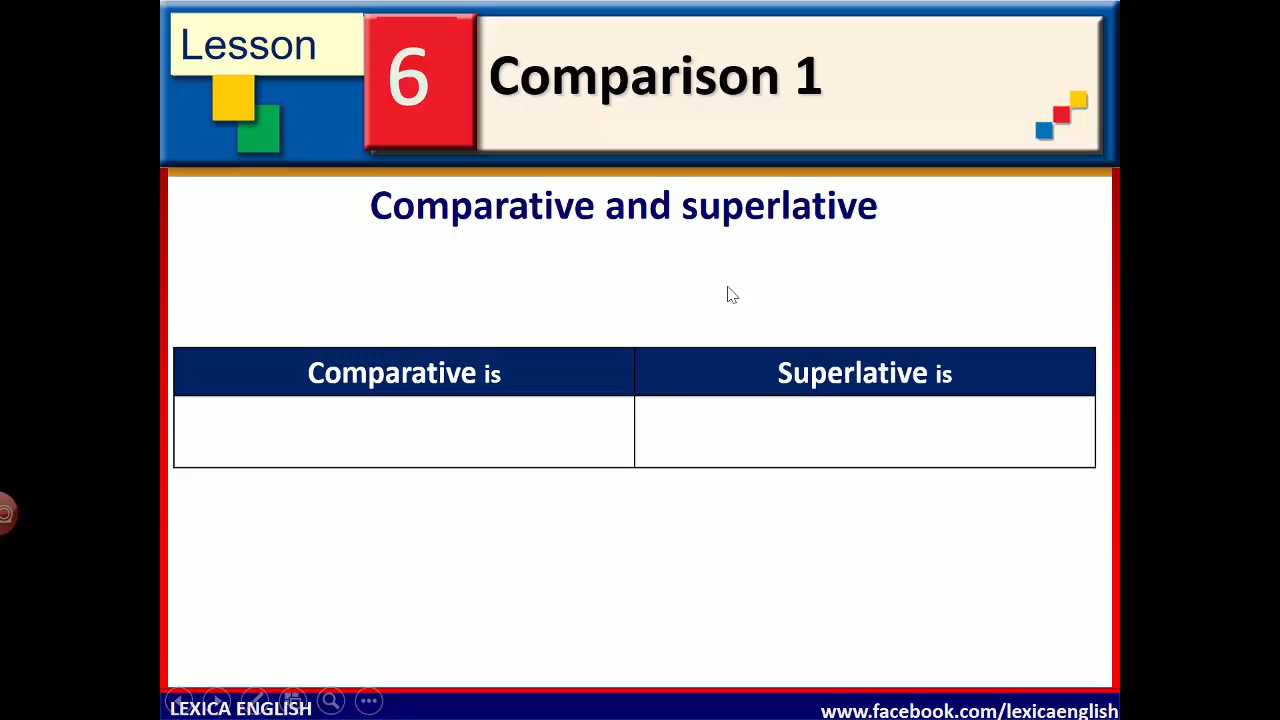 Lesson
6
Comparison 1
Comparative and superlative
Comparative is
Superlative is
LEXICA ENGLISH
www.facebook.com/lexicaenglish